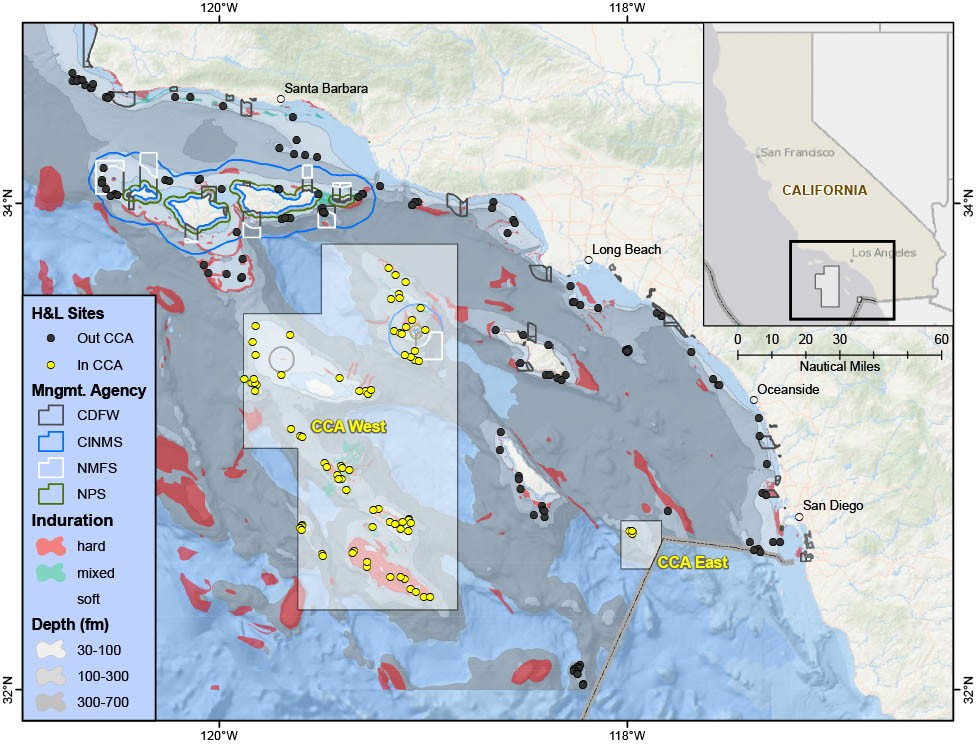 120°W
118°W
Santa Barbara
San Francisco
CALIFORNIA
34°N
34°N
Long Beach
Los Angeles
H&L Sites
Out CCA
In CCA
Mngmt. Agency
CDFW
CINMS
NMFS
NPS
Induration
hard
mixed
soft
Depth (fm)
30-100
100-300
300-700
0 10 20 30 60
Nautical Miles
Oceanside
CCA West
San Diego
CCA East
32°N
32°N
120°W
118°W